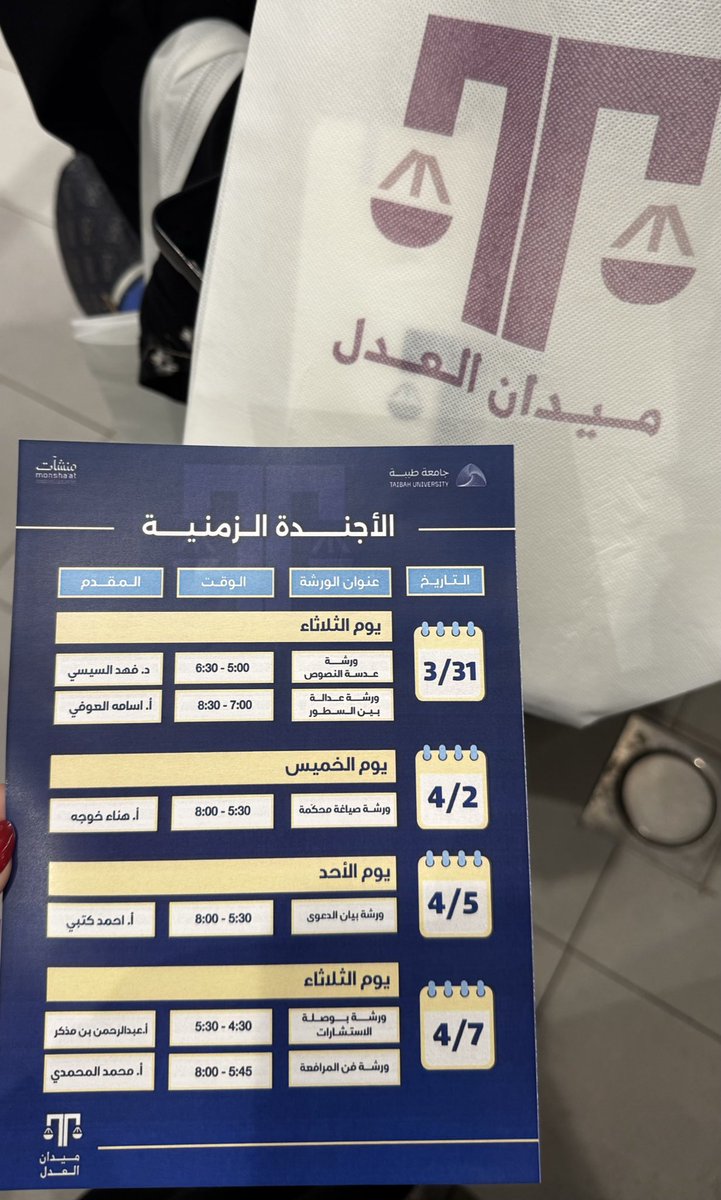 ميدان العدل
منشآت
monsha'at
جامعة طيبة
TAIBAH UNIVERSITY
الأجندة الزمنية
التاريخ عنوان الورشة الوقت المقدم
3/31
يوم الثلاثاء
ورشة
عدسة النصوص
5:00 - 6:30
د. فهد السيسي
ورشة عدالة
بين السطور
7:00 - 8:30
أ. اسامه العوفي
4/2
يوم الخميس
ورشة صياغة محكمة
5:30 - 8:00
أ. هناء خوجه
4/5
يوم الأحد
ورشة بيان الدعوى
5:30 - 8:00
أ. احمد كتبي
4/7
يوم الثلاثاء
ورشة بوصلة
الاستشارات
4:30 - 5:30
أ.عبدالرحمن بن مذكر
ورشة فن المرافعة
5:45 - 8:00
أ. محمد المحمدي
ميدان
العدل